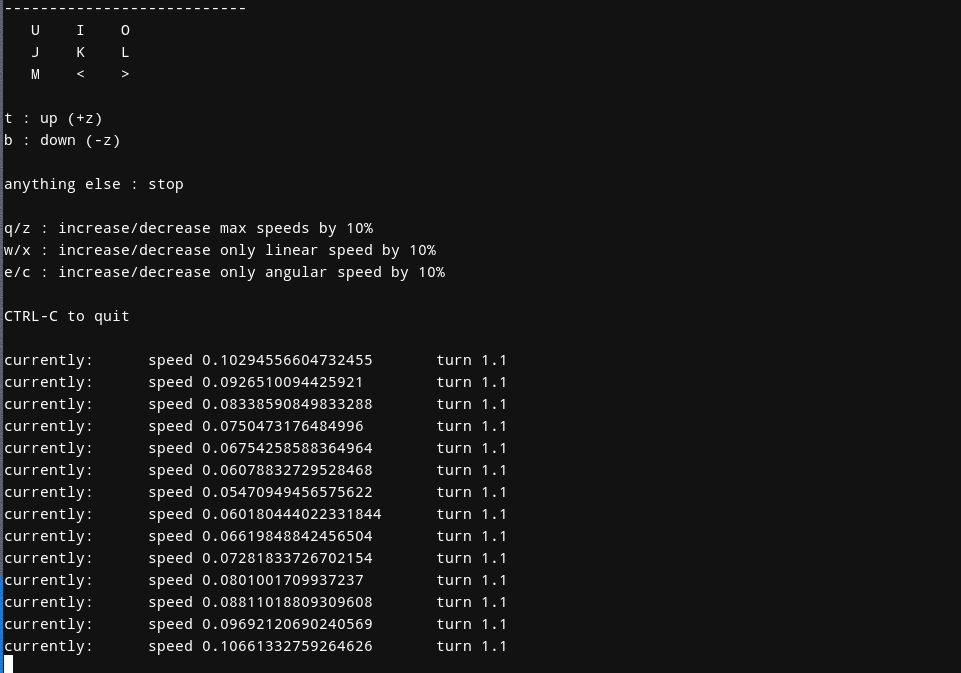 ---------------------------
   U    I    O
   J    K    L
   M    <    >

t : up (+z)
b : down (-z)

anything else : stop

q/z : increase/decrease max speeds by 10%
w/x : increase/decrease only linear speed by 10%
e/c : increase/decrease only angular speed by 10%

CTRL-C to quit

currently:      speed 0.10294556604732455       turn 1.1
currently:      speed 0.0926510094425921        turn 1.1
currently:      speed 0.08338590849833288       turn 1.1
currently:      speed 0.0750473176484996        turn 1.1
currently:      speed 0.06754258588364964       turn 1.1
currently:      speed 0.06078832729528468       turn 1.1
currently:      speed 0.05470949456575622       turn 1.1
currently:      speed 0.060180444022331844      turn 1.1
currently:      speed 0.06619848842456504       turn 1.1
currently:      speed 0.07281833726702154       turn 1.1
currently:      speed 0.0801001709937237        turn 1.1
currently:      speed 0.08811018809309608       turn 1.1
currently:      speed 0.09692120690240569       turn 1.1
currently:      speed 0.10661332759264626       turn 1.1